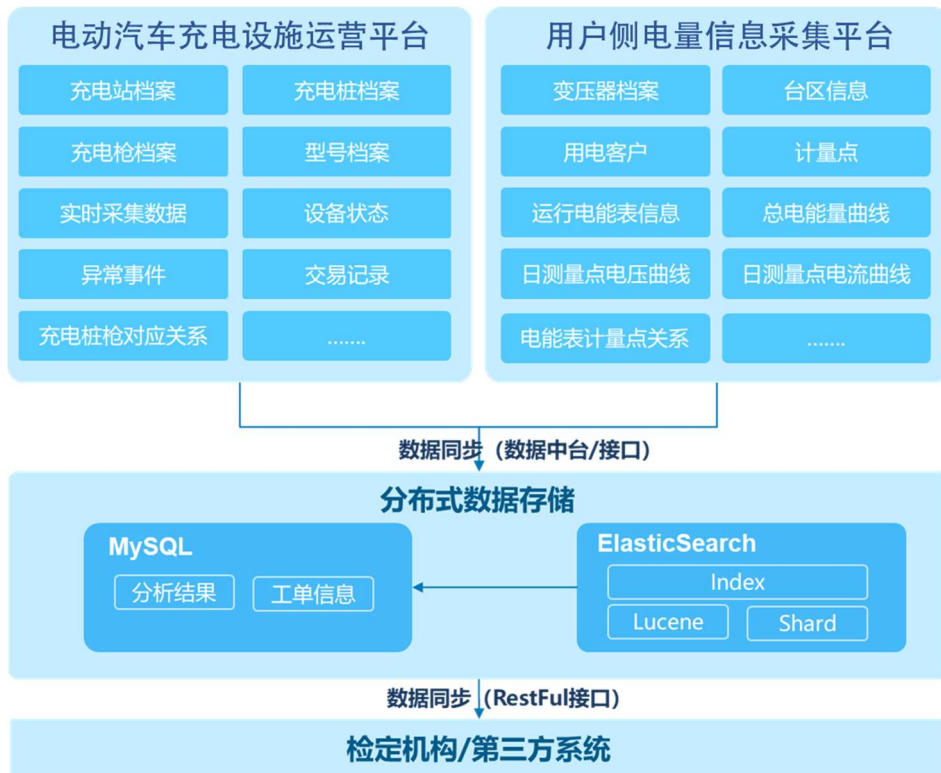 电动汽车充电设施运营平台
充电站档案
充电桩档案
充电枪档案
型号档案
实时采集数据
设备状态
异常事件
交易记录
充电桩枪对应关系
.......
用户侧电量信息采集平台
变压器档案
台区信息
用电客户
计量点
运行电能表信息
总电能量曲线
日测量点电压曲线
日测量点电流曲线
电能表计量点关系
.......
数据同步（数据中台/接口）
分布式数据存储
MySQL
分析结果
工单信息
ElasticSearch
Index
Lucene
Shard
数据同步 (RestFul接口)
检定机构/第三方系统